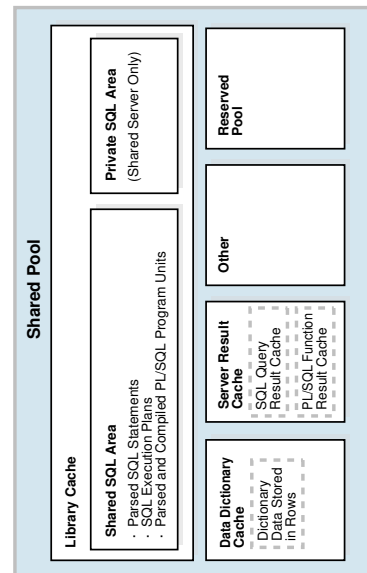 Shared Pool
Library Cache
Shared SQL Area
· Parsed SQL Statements
· SQL Execution Plans
· Parsed and Compiled PL/SQL Program Units
Private SQL Area
(Shared Server Only)
Data Dictionary
Cache
Dictionary
Data Stored
in Rows
Server Result
Cache
SQL Query
Result Cache
PL/SQL Function
Result Cache
Other
Reserved
Pool